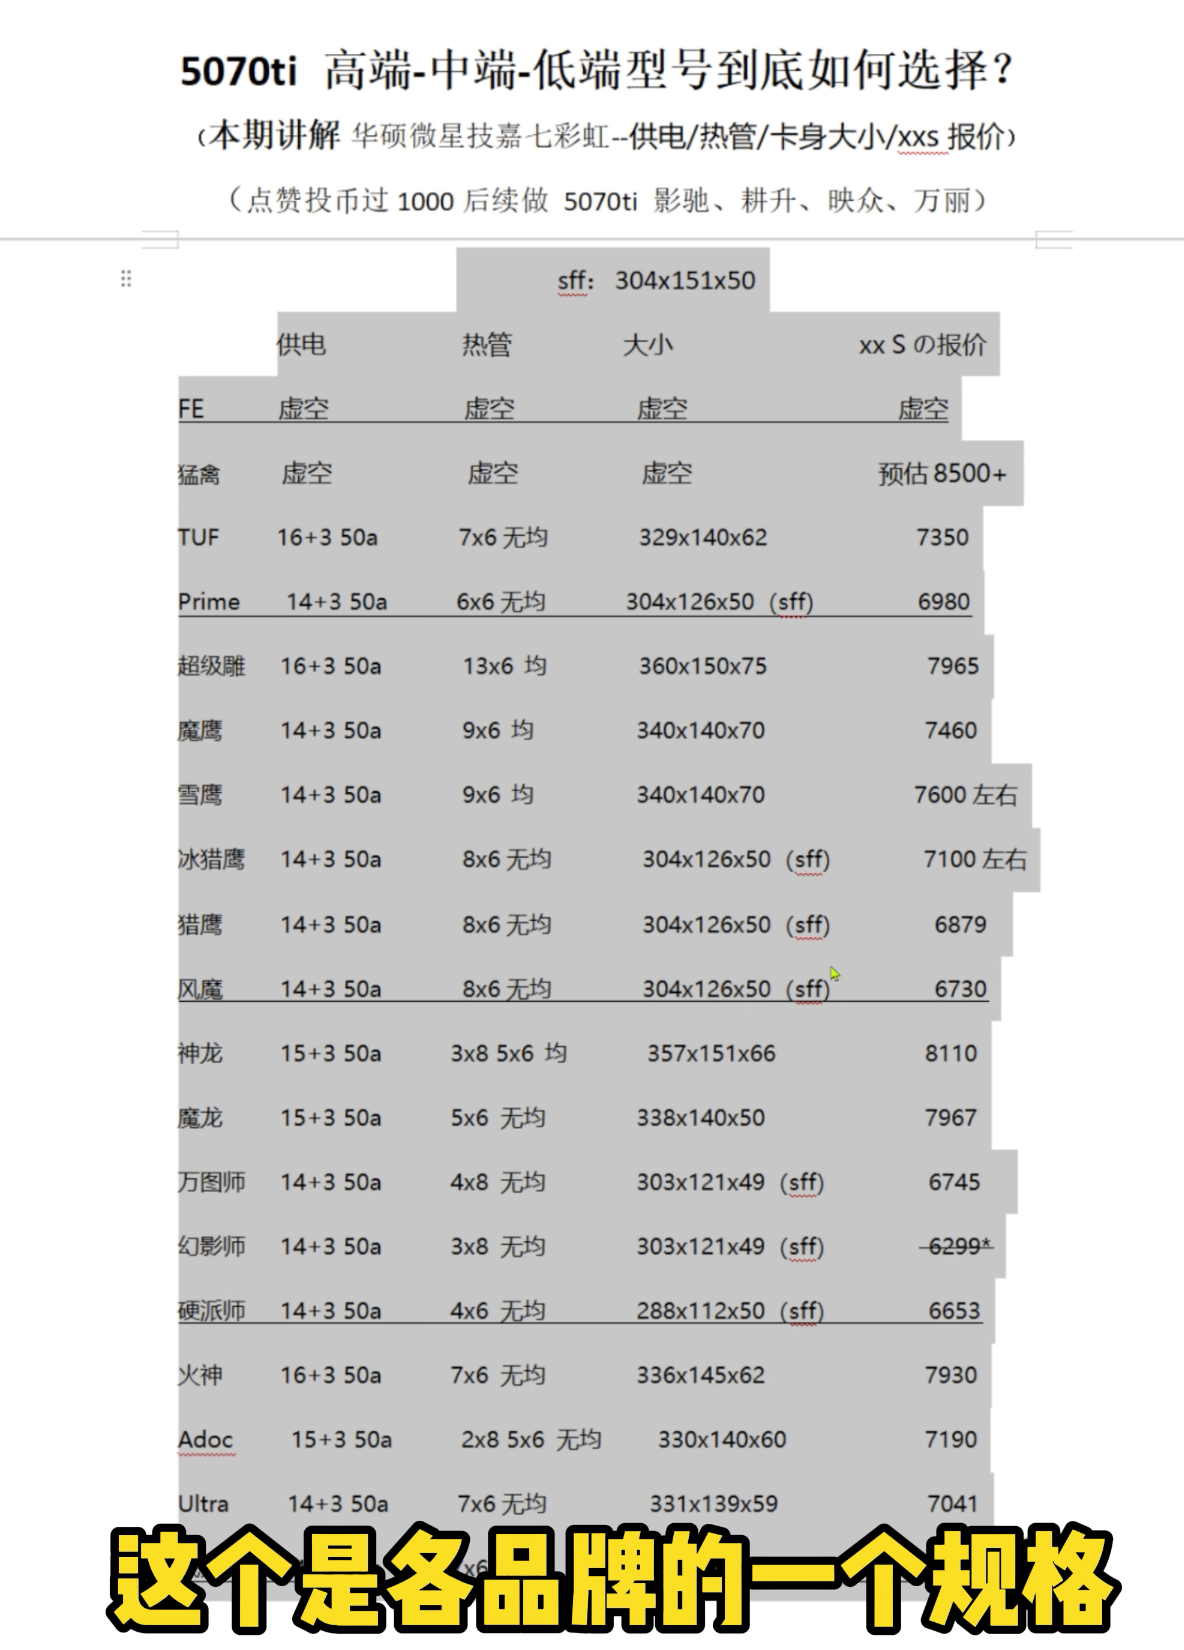 5070ti 高端-中端-低端型号到底如何选择？
（本期讲解 华硕微星技嘉七彩虹--供电/热管/卡身大小/xxs 报价）
（点赞投币过 1000 后续做 5070ti 影驰、耕升、映众、万丽）
sff： 304x151x50
供电 热管 大小 xx S の报价
FE 虚空 虚空 虚空 虚空
猛禽 虚空 虚空 虚空 预估 8500+
TUF 16+3 50a 7x6 无均 329x140x62 7350
Prime 14+3 50a 6x6 无均 304x126x50（sff） 6980
超级雕 16+3 50a 13x6 均 360x150x75 7965
魔鹰 14+3 50a 9x6 均 340x140x70 7460
雪鹰 14+3 50a 9x6 均 340x140x70 7600 左右
冰猎鹰 14+3 50a 8x6 无均 304x126x50（sff） 7100 左右
猎鹰 14+3 50a 8x6 无均 304x126x50（sff） 6879
风魔 14+3 50a 8x6 无均 304x126x50（sff） 6730
神龙 15+3 50a 3x8 5x6 均 357x151x66 8110
魔龙 15+3 50a 5x6 无均 338x140x50 7967
万图师 14+3 50a 4x8 无均 303x121x49（sff） 6745
幻影师 14+3 50a 3x8 无均 303x121x49（sff） 6299*
硬派师 14+3 50a 4x6 无均 288x112x50（sff） 6653
火神 16+3 50a 7x6 无均 336x145x62 7930
Adoc 15+3 50a 2x8 5x6 无均 330x140x60 7190
Ultra 14+3 50a 7x6 无均 331x139x59 7041
这个是各品牌的一个规格